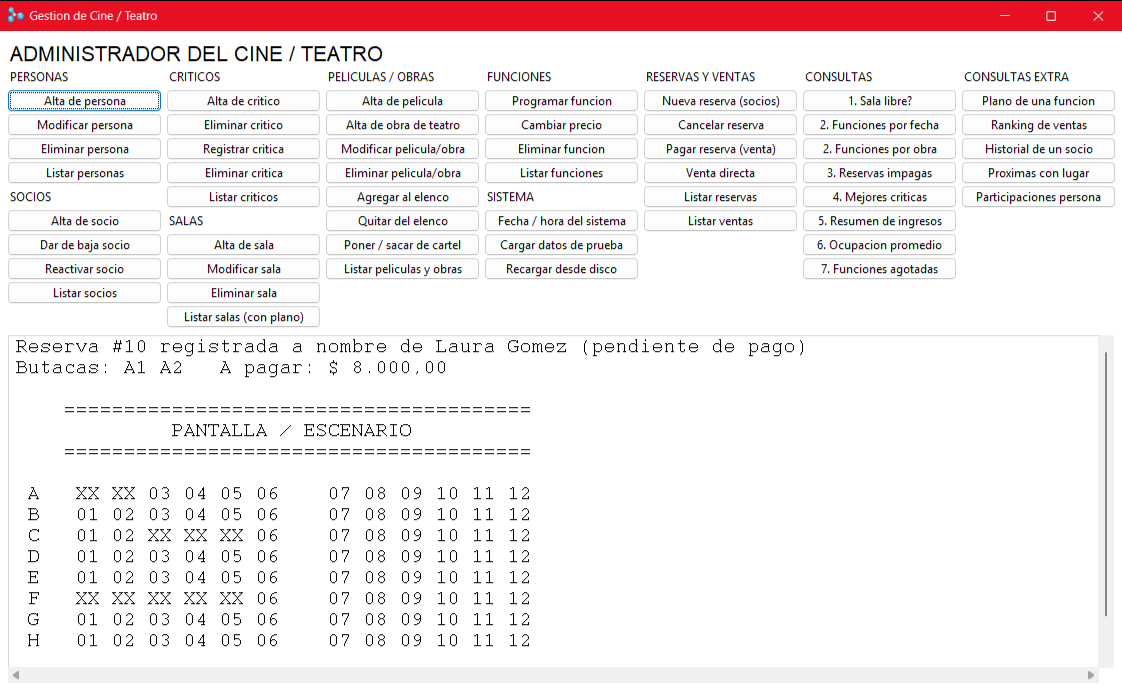 Gestion de Cine / Teatro
ADMINISTRADOR DEL CINE / TEATRO
PERSONAS
Alta de persona
Modificar persona
Eliminar persona
Listar personas
SOCIOS
Alta de socio
Dar de baja socio
Reactivar socio
Listar socios
CRITICOS
Alta de critico
Eliminar critico
Registrar critica
Eliminar critica
Listar criticos
SALAS
Alta de sala
Modificar sala
Eliminar sala
Listar salas (con plano)
PELICULAS / OBRAS
Alta de pelicula
Alta de obra de teatro
Modificar pelicula/obra
Eliminar pelicula/obra
Agregar al elenco
Quitar del elenco
Poner / sacar de cartel
Listar peliculas y obras
FUNCIONES
Programar funcion
Cambiar precio
Eliminar funcion
Listar funciones
SISTEMA
Fecha / hora del sistema
Cargar datos de prueba
Recargar desde disco
RESERVAS Y VENTAS
Nueva reserva (socios)
Cancelar reserva
Pagar reserva (venta)
Venta directa
Listar reservas
Listar ventas
CONSULTAS
1. Sala libre?
2. Funciones por fecha
2. Funciones por obra
3. Reservas impagas
4. Mejores criticas
5. Resumen de ingresos
6. Ocupacion promedio
7. Funciones agotadas
CONSULTAS EXTRA
Plano de una funcion
Ranking de ventas
Historial de un socio
Proximas con lugar
Participaciones persona
Reserva #10 registrada a nombre de Laura Gomez (pendiente de pago)
Butacas: A1 A2   A pagar: $ 8.000,00
=======================================
PANTALLA / ESCENARIO
=======================================
A   XX XX 03 04 05 06    07 08 09 10 11 12
B   01 02 03 04 05 06    07 08 09 10 11 12
C   01 02 XX XX XX 06    07 08 09 10 11 12
D   01 02 03 04 05 06    07 08 09 10 11 12
E   01 02 03 04 05 06    07 08 09 10 11 12
F   XX XX XX XX XX 06    07 08 09 10 11 12
G   01 02 03 04 05 06    07 08 09 10 11 12
H   01 02 03 04 05 06    07 08 09 10 11 12